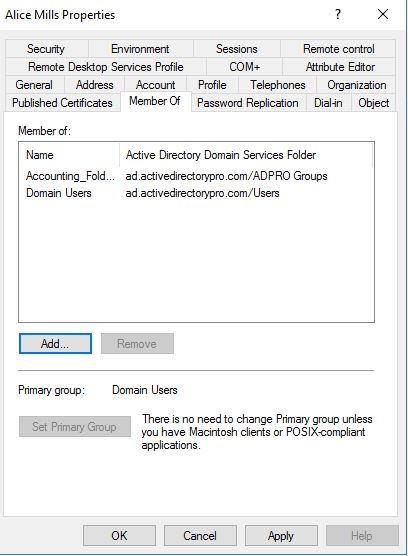 Alice Mills Properties
? ×
Security Environment Sessions Remote control
Remote Desktop Services Profile COM+ Attribute Editor
General Address Account Profile Telephones Organization
Published Certificates Member Of Password Replication Dial-in Object
Member of:
Name Active Directory Domain Services Folder
Accounting_Fold... ad.activedirectorypro.com/ADPRO Groups
Domain Users ad.activedirectorypro.com/Users
Add... Remove
Primary group: Domain Users
Set Primary Group
There is no need to change Primary group unless
you have Macintosh clients or POSIX-compliant
applications.
OK Cancel Apply Help